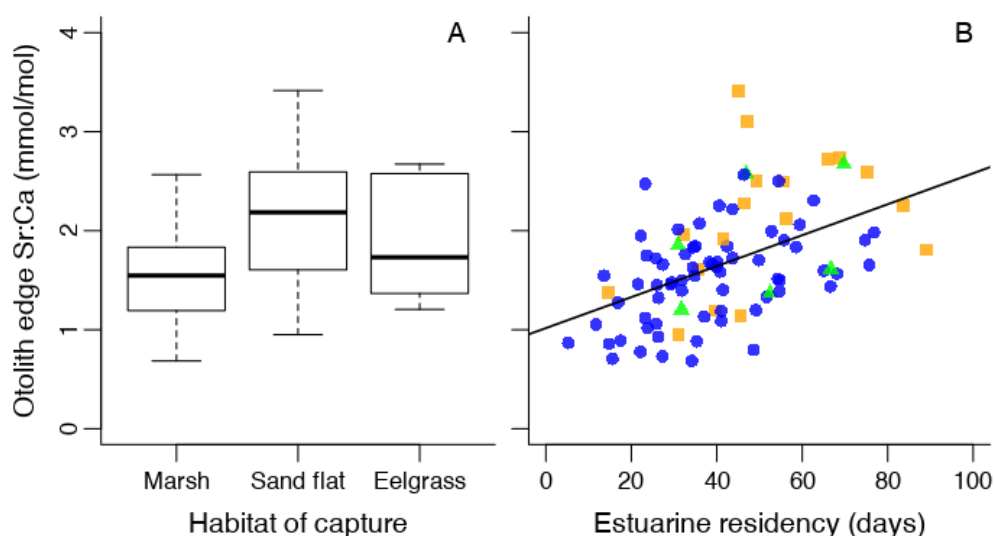 A
B
Otolith edge Sr:Ca (mmol/mol)
4
3
2
1
0
Marsh Sand flat Eelgrass
0 20 40 60 80 100
Habitat of capture
Estuarine residency (days)